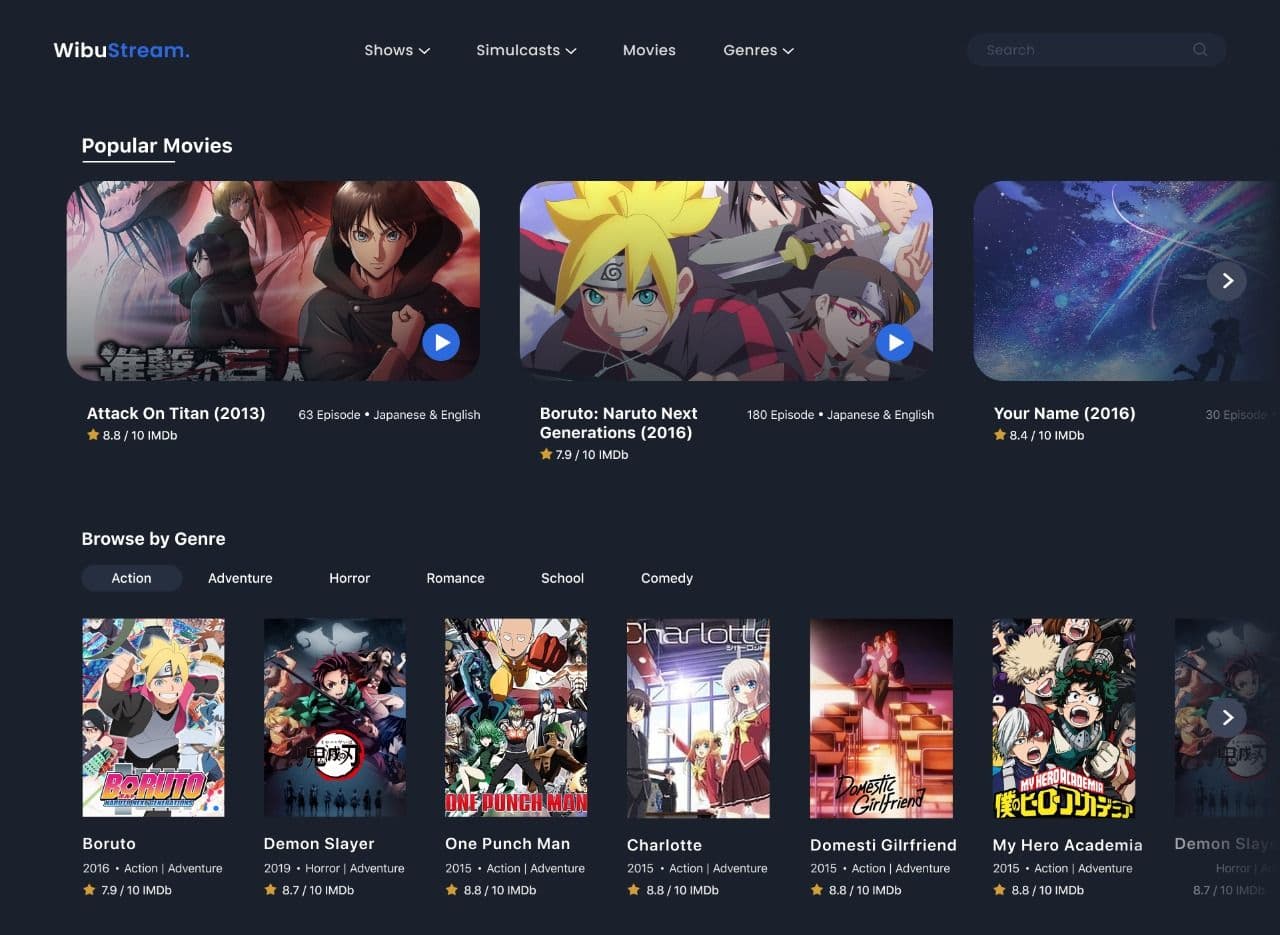 WibuStream.
Shows
Simulcasts
Movies
Genres
Search
Popular Movies
進撃の巨人
Attack On Titan (2013)
63 Episode • Japanese & English
8.8 / 10 IMDb
Boruto: Naruto Next
Generations (2016)
180 Episode • Japanese & English
7.9 / 10 IMDb
Your Name (2016)
30 Episode
8.4 / 10 IMDb
Browse by Genre
Action
Adventure
Horror
Romance
School
Comedy
BORUTO
NARUTO NEXT GENERATIONS
鬼滅刃
ONE PUNCH MAN
Charlotte
シャーロット
Domestic
Girlfriend
MY HERO ACADEMIA
僕のヒーローアカデミア
Boruto
2016 • Action | Adventure
7.9 / 10 IMDb
Demon Slayer
2019 • Horror | Adventure
8.7 / 10 IMDb
One Punch Man
2015 • Action | Adventure
8.8 / 10 IMDb
Charlotte
2015 • Action | Adventure
8.8 / 10 IMDb
Domesti Gilrfriend
2015 • Action | Adventure
8.8 / 10 IMDb
My Hero Academia
2015 • Action | Adventure
8.8 / 10 IMDb
Demon Slay
Horror | A
8.7 / 10 IMDb